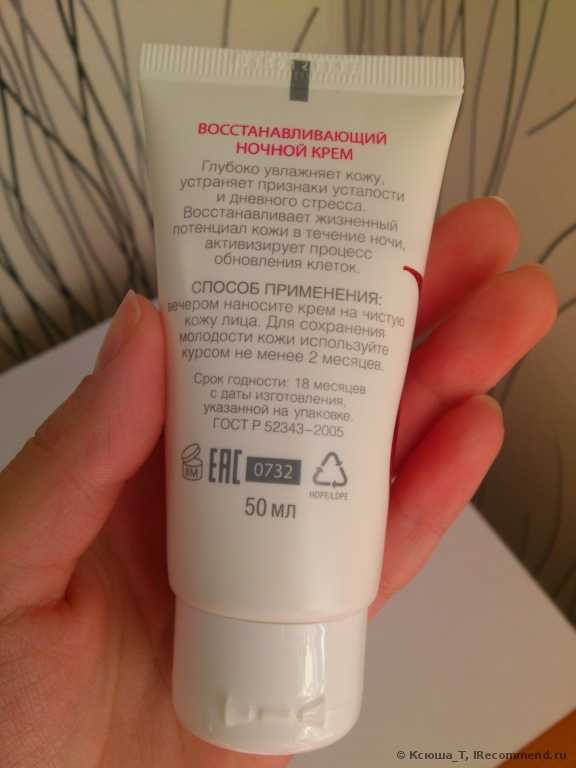 ВОССТАНАВЛИВАЮЩИЙ
НОЧНОЙ КРЕМ
Глубоко увлажняет кожу,
устраняет признаки усталости
и дневного стресса.
Восстанавливает жизненный
потенциал кожи в течение ночи,
активизирует процесс
обновления клеток.
СПОСОБ ПРИМЕНЕНИЯ:
вечером наносите крем на чистую
кожу лица. Для сохранения
молодости кожи используйте
курсом не менее 2 месяцев.
Срок годности: 18 месяцев
с даты изготовления,
указанной на упаковке.
ГОСТ Р 52343–2005
EAC 0732
HDPE/LDPE
50 мл
© Ксюша_Т, IRecommend.ru